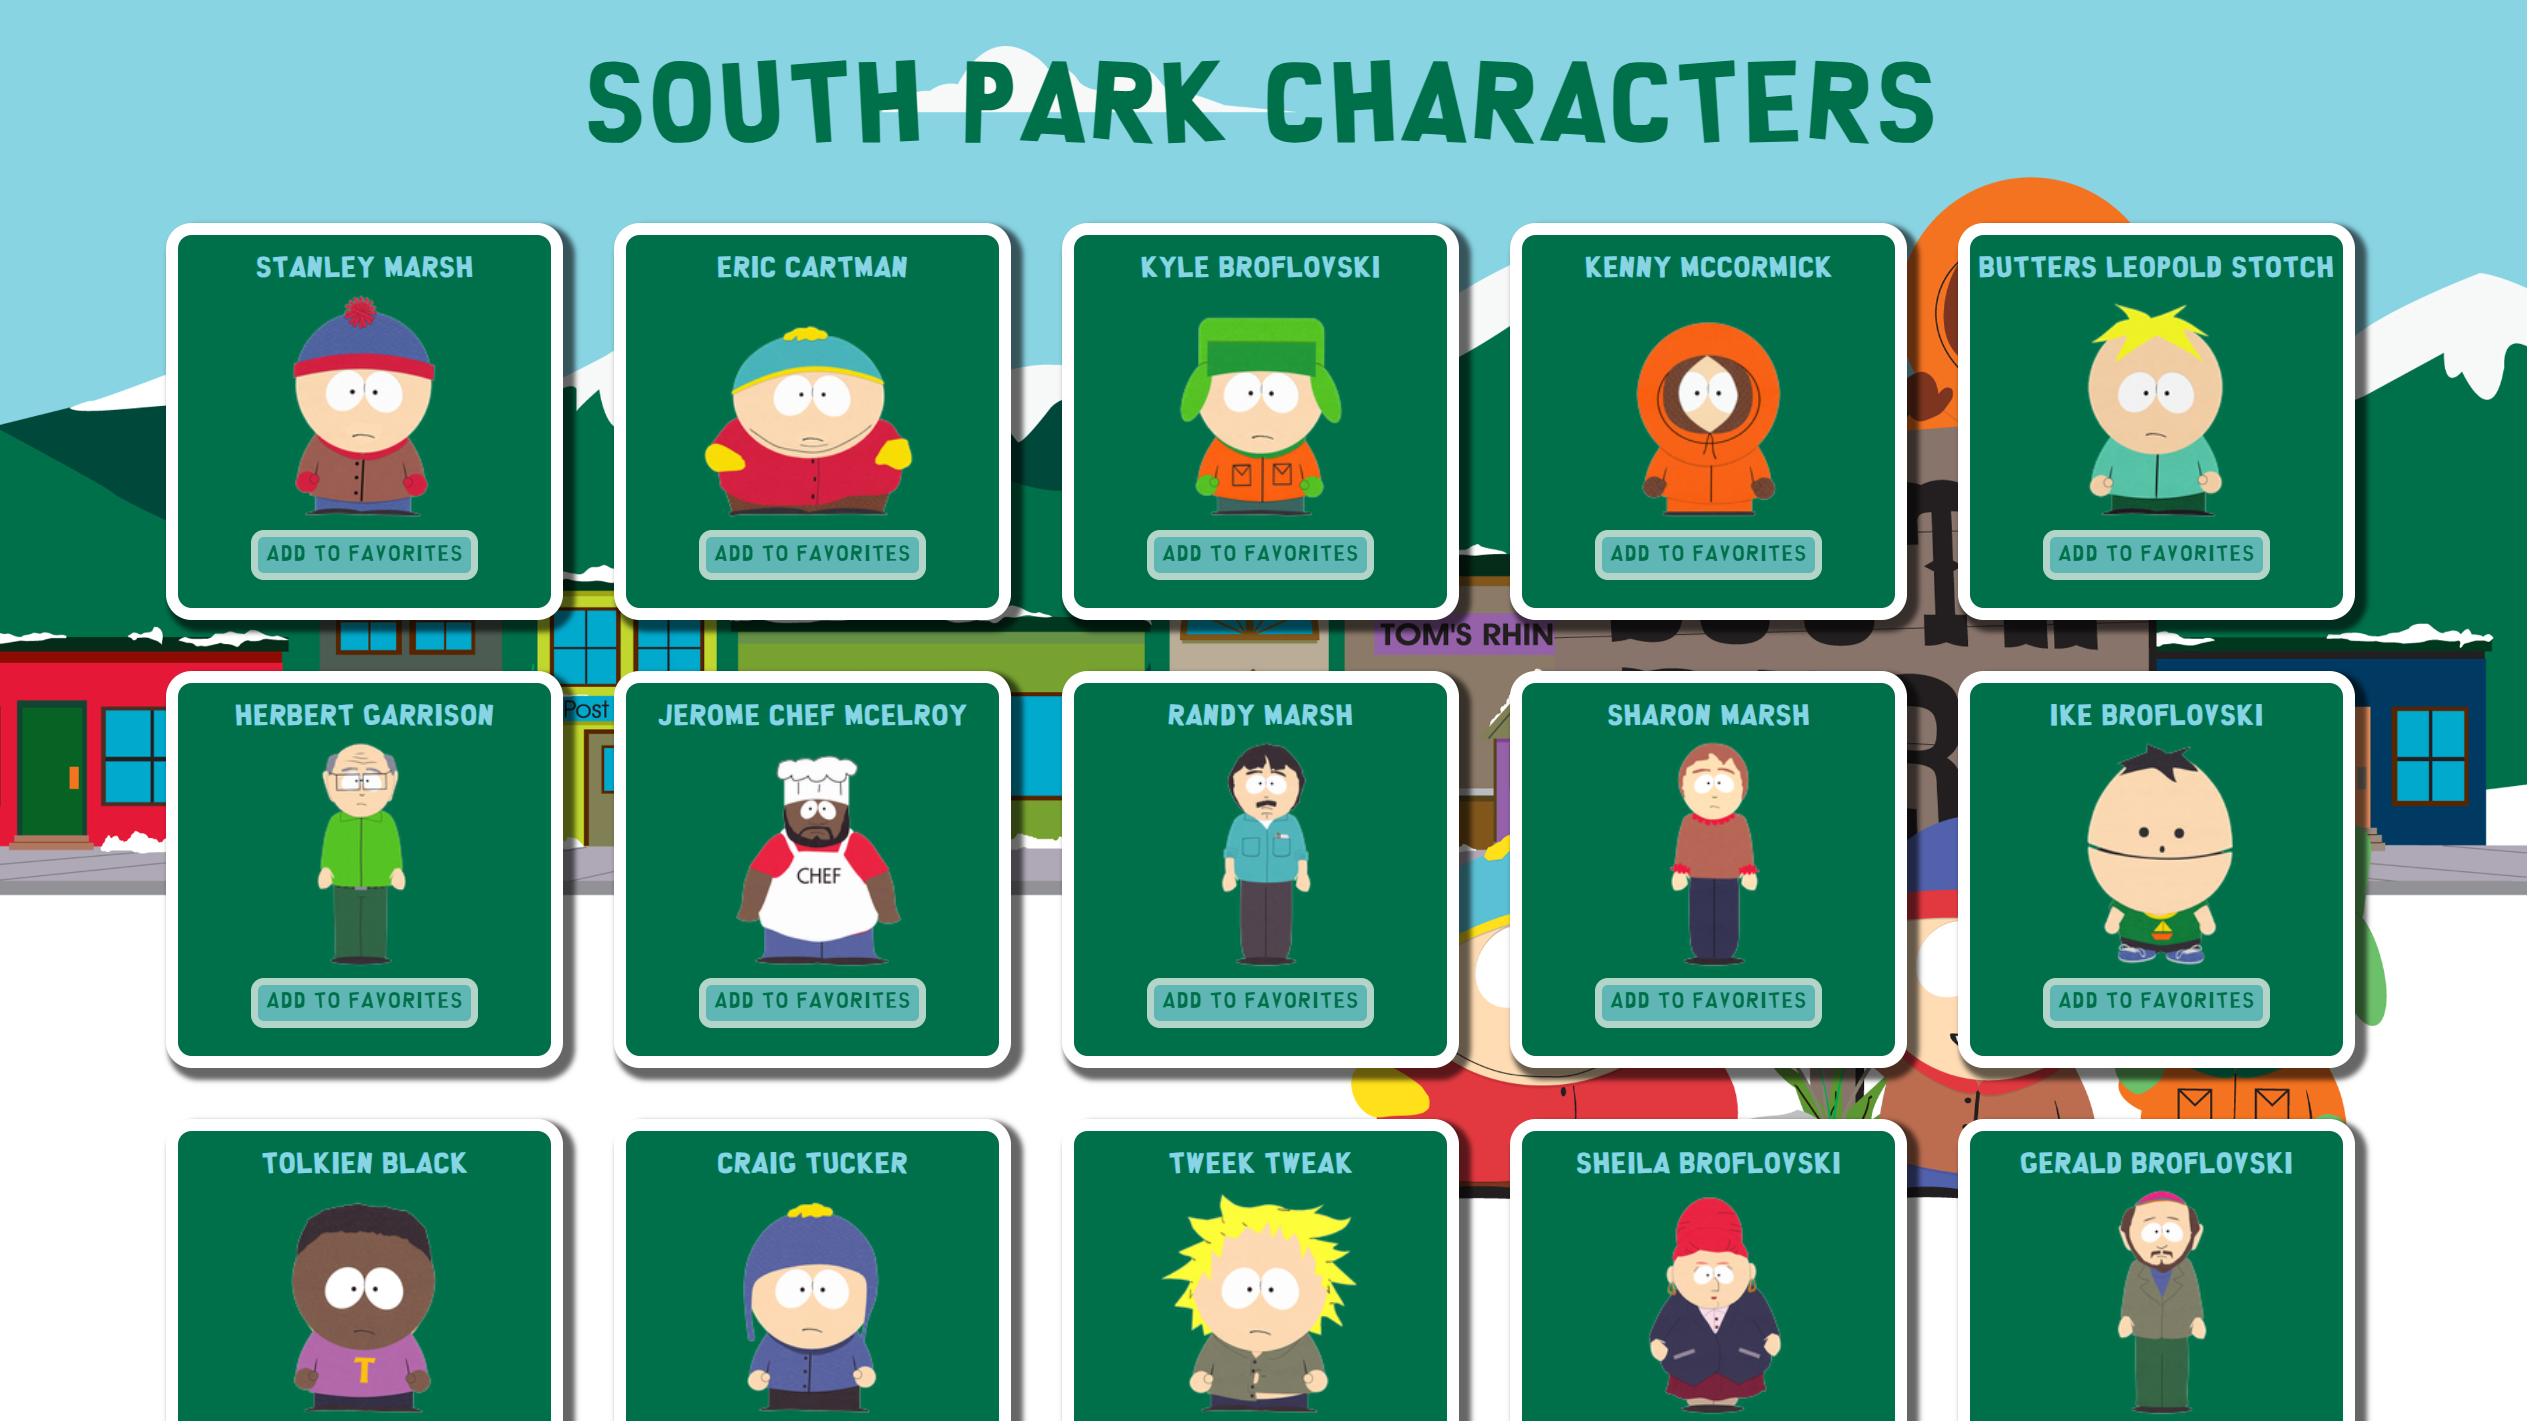 SOUTH PARK CHARACTERS
STANLEY MARSH
ERIC CARTMAN
KYLE BROFLOVSKI
KENNY MCCORMICK
BUTTERS LEOPOLD STOTCH
ADD TO FAVORITES
ADD TO FAVORITES
ADD TO FAVORITES
ADD TO FAVORITES
ADD TO FAVORITES
TOM'S RHIN
HERBERT GARRISON
Post
JEROME CHEF MCELROY
RANDY MARSH
SHARON MARSH
IKE BROFLOVSKI
CHEF
ADD TO FAVORITES
ADD TO FAVORITES
ADD TO FAVORITES
ADD TO FAVORITES
ADD TO FAVORITES
TOLKIEN BLACK
CRAIG TUCKER
TWEEK TWEAK
SHEILA BROFLOVSKI
GERALD BROFLOVSKI
T